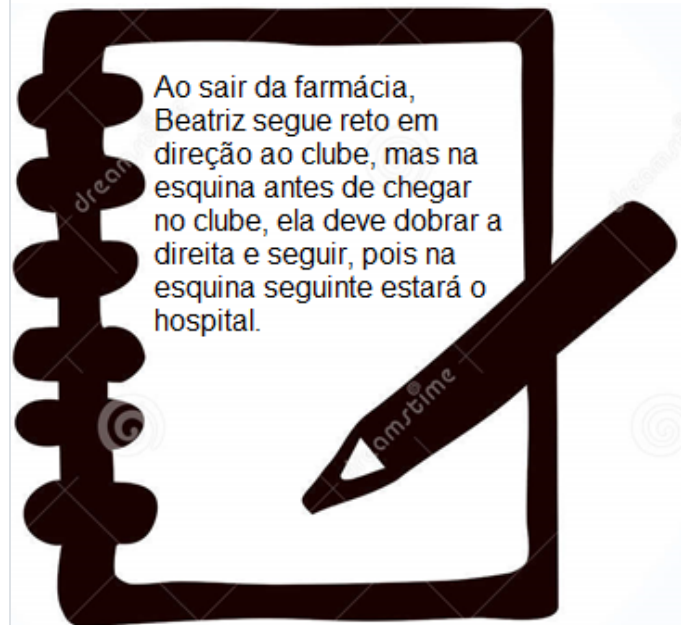 Ao sair da farmácia,
Beatriz segue reto em
direção ao clube, mas na
esquina antes de chegar
no clube, ela deve dobrar a
direita e seguir, pois na
esquina seguinte estará o
hospital.